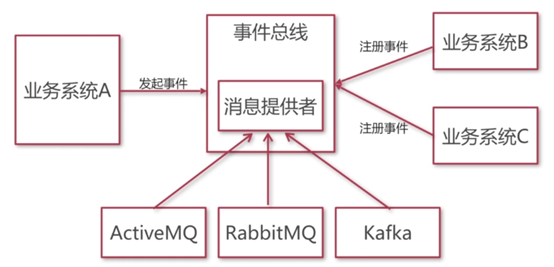 事件总线
业务系统A
发起事件
消息提供者
注册事件
业务系统B
注册事件
业务系统C
ActiveMQ
RabbitMQ
Kafka